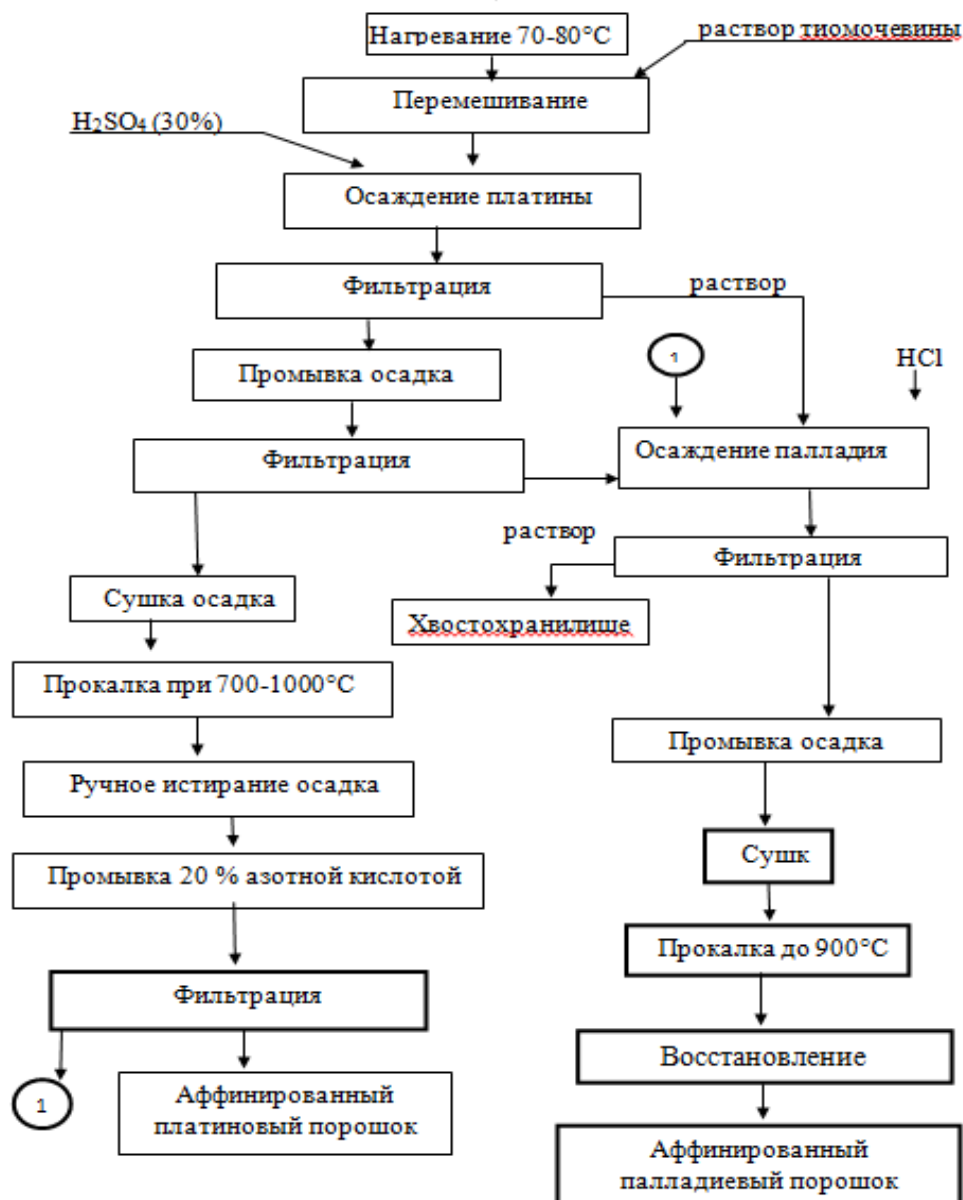 Нагревание 70-80°С
раствор тиомочевины
Перемешивание
H₂SO₄ (30%)
Осаждение платины
Фильтрация
раствор
1
HCl
Промывка осадка
Осаждение палладия
Фильтрация
раствор
Фильтрация
Сушка осадка
Хвостохранилище
Прокалка при 700-1000°С
Промывка осадка
Ручное истирание осадка
Сушк
Промывка 20 % азотной кислотой
Прокалка до 900°С
Фильтрация
Восстановление
1
Аффинированный
платиновый порошок
Аффинированный
палладиевый порошок